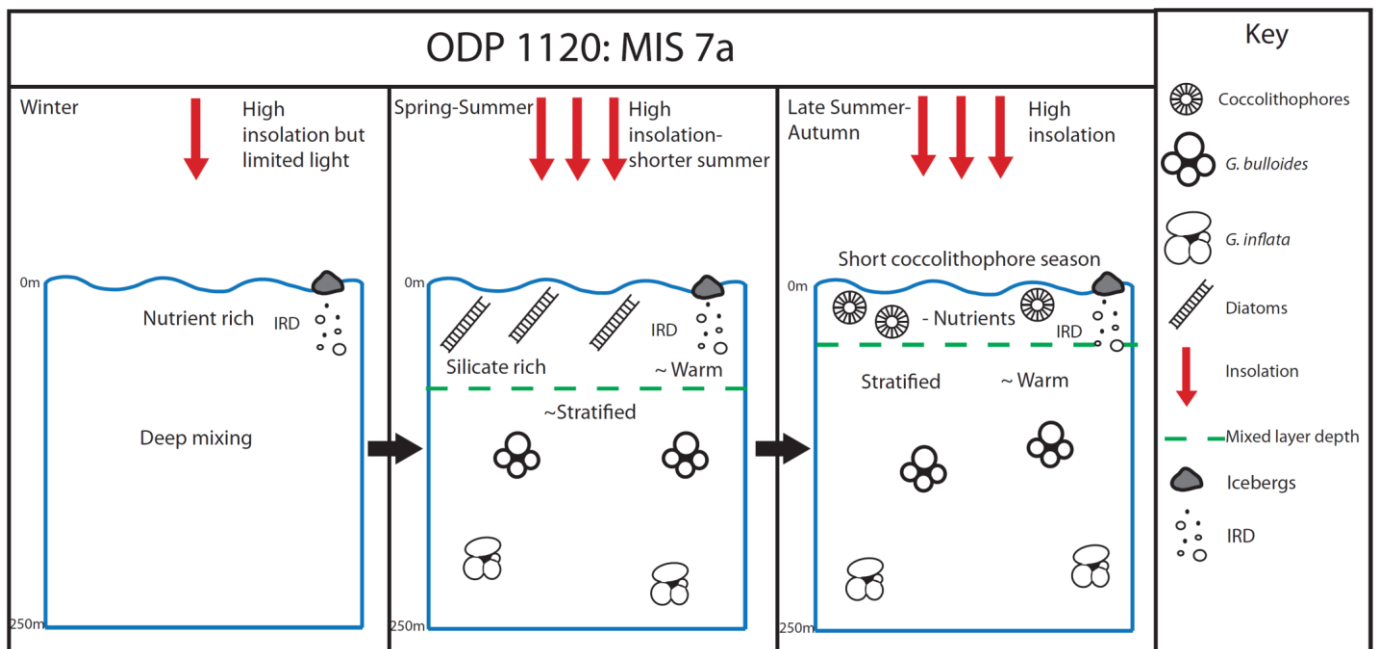 ODP 1120: MIS 7a
Winter
High
insolation but
limited light
0m
Nutrient rich
IRD
Deep mixing
250m
Spring-Summer
High
insolation-
shorter summer
0m
IRD
Silicate rich
~ Warm
~Stratified
250m
Late Summer-
Autumn
High
insolation
Short coccolithophore season
0m
- Nutrients
IRD
Stratified
~ Warm
250m
Key
Coccolithophores
G. bulloides
G. inflata
Diatoms
Insolation
Mixed layer depth
Icebergs
IRD